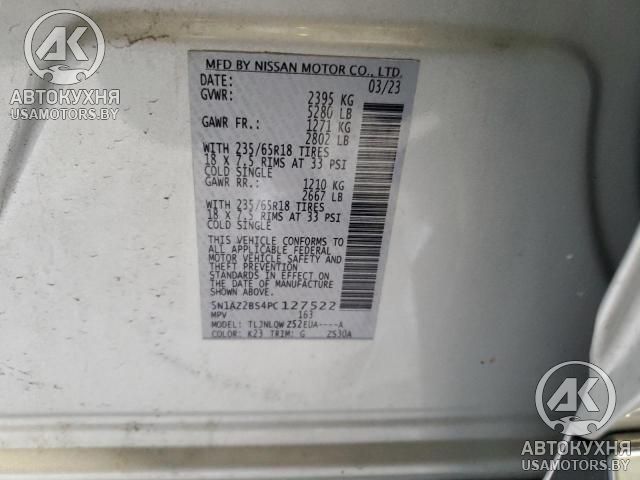 MFD BY NISSAN MOTOR CO., LTD.
DATE: 03/23
GVWR: 2395 KG
5280 LB
GAWR FR.: 1271 KG
2802 LB
WITH 235/65R18 TIRES
18 X 7.5 RIMS AT 33 PSI
COLD SINGLE
GAWR RR.: 1210 KG
2667 LB
WITH 235/65R18 TIRES
18 X 7.5 RIMS AT 33 PSI
COLD SINGLE
THIS VEHICLE CONFORMS TO
ALL APPLICABLE FEDERAL
MOTOR VEHICLE SAFETY AND
THEFT PREVENTION
STANDARDS IN EFFECT ON
THE DATE OF MANUFACTURE
SHOWN ABOVE.
5N1AZ2BS4PC127522
MPV 163
MODEL: TLJNLQWZ52EUA----A
COLOR: K23 TRIM: G ZS30A
АК
АВТОКУХНЯ
USAMOTORS.BY
АК
АВТОКУХНЯ
USAMOTORS.BY